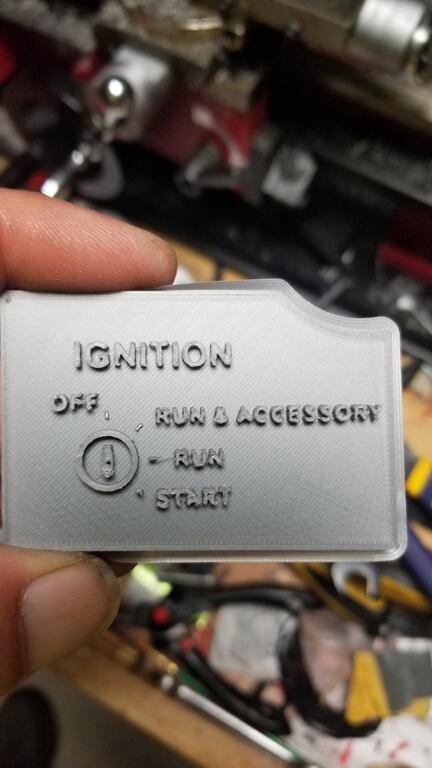 IGNITION
OFF
RUN & ACCESSORY
RUN
START